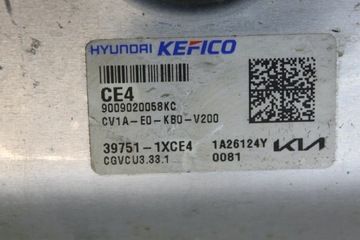 HYUNDAI KEFICO
CE4
9009020058KC
CV1A-E0-KB0-V200
39751-1XCE4 1A26124Y KIA
CGVCU3.33.1 0081